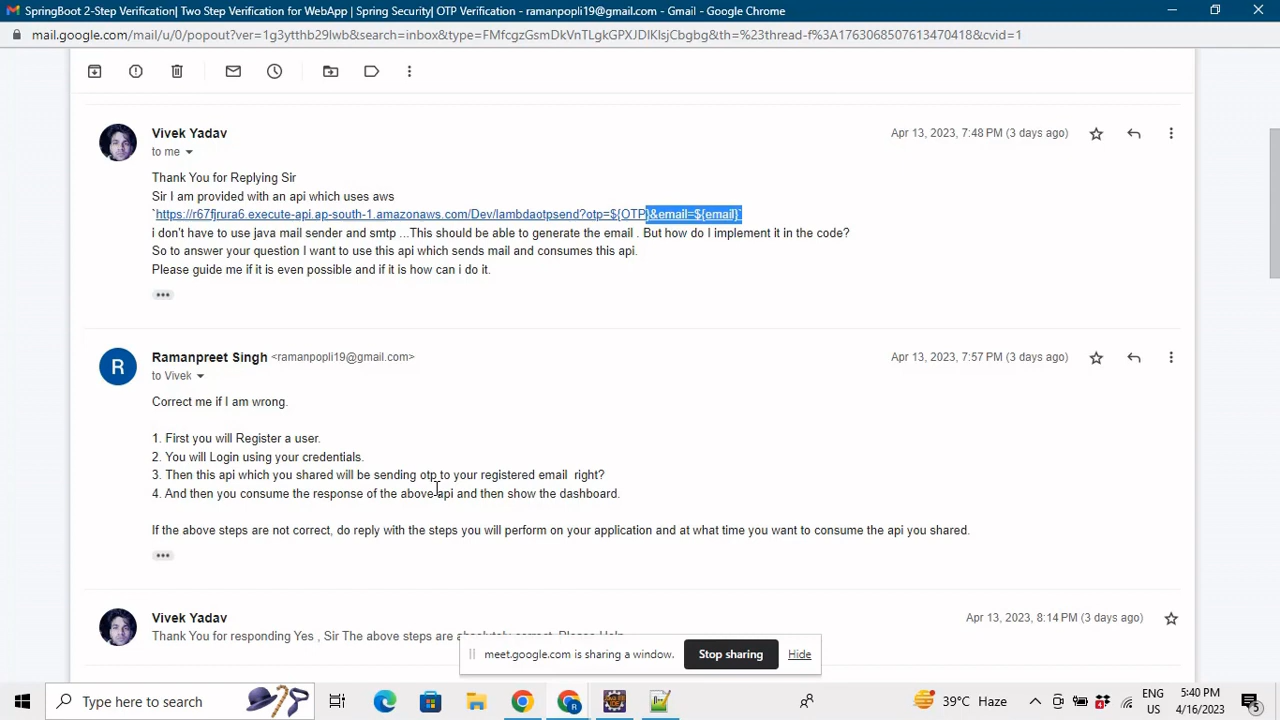 SpringBoot 2-Step Verification| Two Step Verification for WebApp | Spring Security| OTP Verification - ramanpopli19@gmail.com - Gmail - Google Chrome
mail.google.com/mail/u/0/popout?ver=1g3ytthb29lwb&search=inbox&type=FMfcgzGsmDkVnTLgkGPXJDlKlsjCbgbg&th=%23thread-f%3A1763068507613470418&cvid=1
Vivek Yadav
Apr 13, 2023, 7:48 PM (3 days ago)
to me
Thank You for Replying Sir
Sir I am provided with an api which uses aws
`https://r67fjrura6.execute-api.ap-south-1.amazonaws.com/Dev/lambdaotpsend?otp=${OTP}&email=${email}`
i don't have to use java mail sender and smtp ...This should be able to generate the email . But how do I implement it in the code?
So to answer your question I want to use this api which sends mail and consumes this api.
Please guide me if it is even possible and if it is how can i do it.
Ramanpreet Singh <ramanpopli19@gmail.com>
Apr 13, 2023, 7:57 PM (3 days ago)
to Vivek
Correct me if I am wrong.
1. First you will Register a user.
2. You will Login using your credentials.
3. Then this api which you shared will be sending otp to your registered email right?
4. And then you consume the response of the above api and then show the dashboard.
If the above steps are not correct, do reply with the steps you will perform on your application and at what time you want to consume the api you shared.
Vivek Yadav
Apr 13, 2023, 8:14 PM (3 days ago)
Thank You for responding Yes , Sir The above steps are absolutely correct. Please Help
meet.google.com is sharing a window.
Stop sharing
Hide
Type here to search
39°C Haze
ENG
US
5:40 PM
4/16/2023
5